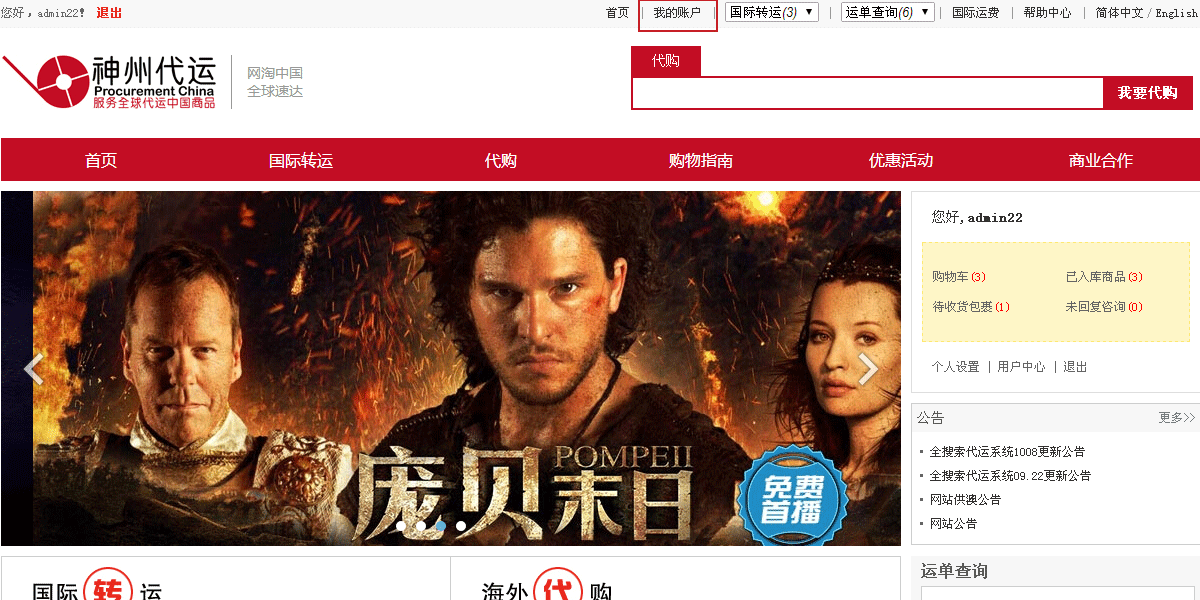 您好，admin22! 退出
首页 | 我的账户 | 国际转运(3) ▼ | 运单查询(6) ▼ | 国际运费 | 帮助中心 | 简体中文 / English
神州代运
Procurement China
服务全球代运中国商品
网淘中国
全球速达
代购
我要代购
首页 国际转运 代购 购物指南 优惠活动 商业合作
POMPEII
庞贝末日
免费
首播
您好,admin22
购物车(3) 已入库商品(3)
待收货包裹(1) 未回复咨询(0)
个人设置 | 用户中心 | 退出
公告 更多>>
全搜索代运系统1008更新公告
全搜索代运系统09.22更新公告
网站供澳公告
网站公告
国际转运 海外代购
运单查询